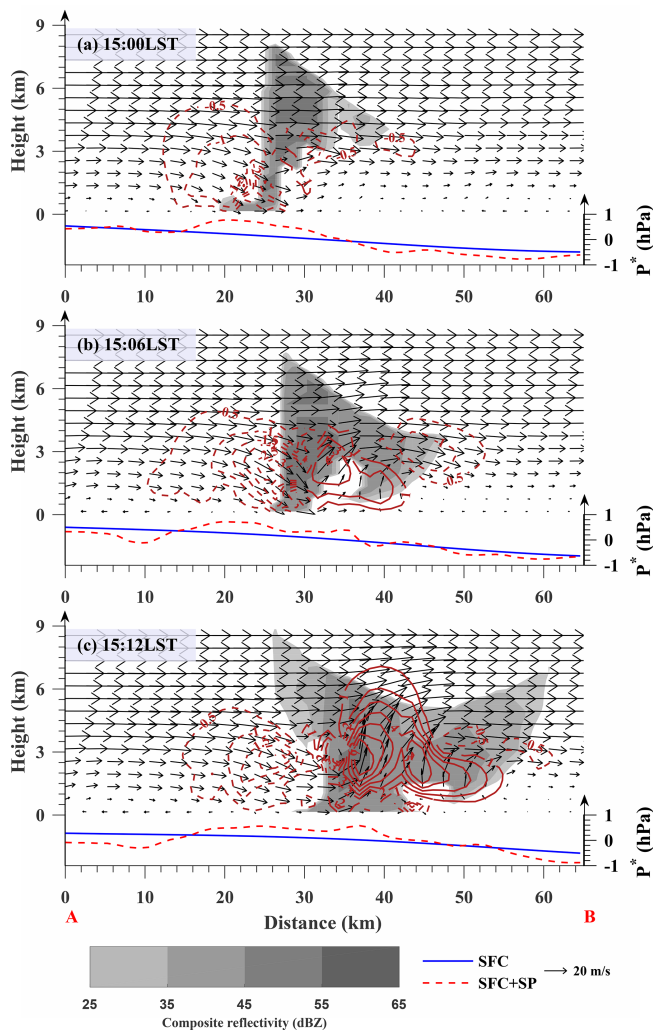 (a) 15:00LST
9
6
3
0
Height (km)
-0.5
-0.5
-0.5
1
0
-1
P* (hPa)
0 10 20 30 40 50 60
(b) 15:06LST
9
6
3
0
Height (km)
-0.5
-1.5
-0.5
1
0
-1
P* (hPa)
0 10 20 30 40 50 60
(c) 15:12LST
9
6
3
0
Height (km)
-0.5
-0.5
1
0
-1
P* (hPa)
0 10 20 30 40 50 60
A Distance (km) B
25 35 45 55 65
Composite reflectivity (dBZ)
SFC
SFC+SP
20 m/s